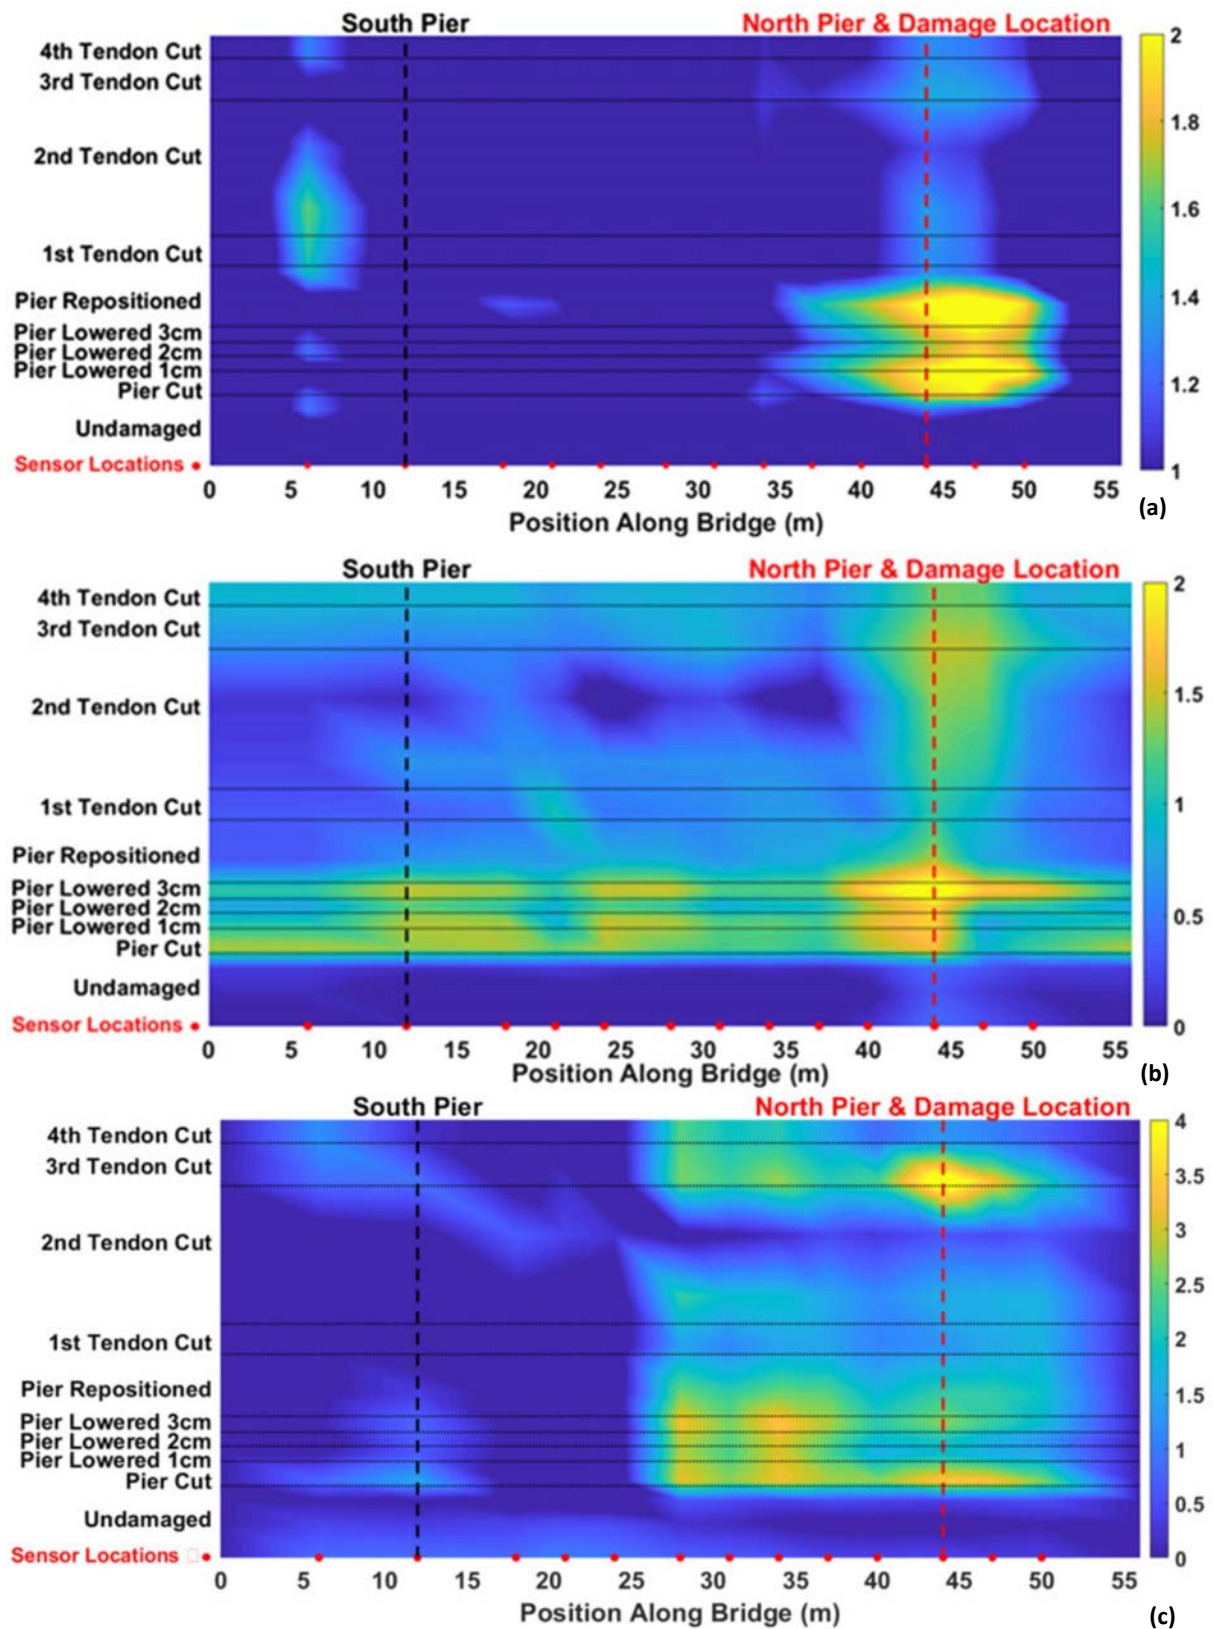 South Pier North Pier & Damage Location
4th Tendon Cut
3rd Tendon Cut
2nd Tendon Cut
1st Tendon Cut
Pier Repositioned
Pier Lowered 3cm
Pier Lowered 2cm
Pier Lowered 1cm
Pier Cut
Undamaged
Sensor Locations
0 5 10 15 20 25 30 35 40 45 50 55
Position Along Bridge (m)
2
1.8
1.6
1.4
1.2
1
(a)
South Pier North Pier & Damage Location
4th Tendon Cut
3rd Tendon Cut
2nd Tendon Cut
1st Tendon Cut
Pier Repositioned
Pier Lowered 3cm
Pier Lowered 2cm
Pier Lowered 1cm
Pier Cut
Undamaged
Sensor Locations
0 5 10 15 20 25 30 35 40 45 50 55
Position Along Bridge (m)
2
1.5
1
0.5
0
(b)
South Pier North Pier & Damage Location
4th Tendon Cut
3rd Tendon Cut
2nd Tendon Cut
1st Tendon Cut
Pier Repositioned
Pier Lowered 3cm
Pier Lowered 2cm
Pier Lowered 1cm
Pier Cut
Undamaged
Sensor Locations
0 5 10 15 20 25 30 35 40 45 50 55
Position Along Bridge (m)
4
3.5
3
2.5
2
1.5
1
0.5
0
(c)